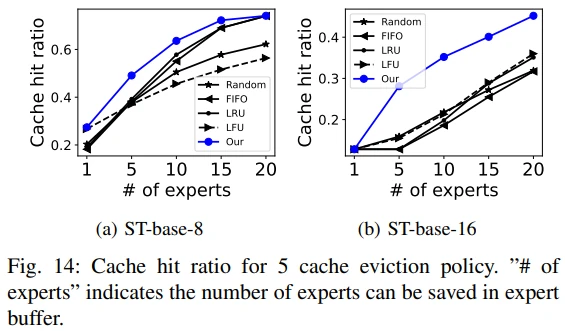 Cache hit ratio
0.6
0.4
0.2
1 5 10 15 20
# of experts
Random
FIFO
LRU
LFU
Our
(a) ST-base-8
Cache hit ratio
0.4
0.3
0.2
1 5 10 15 20
# of experts
Random
FIFO
LRU
LFU
Our
(b) ST-base-16
Fig. 14: Cache hit ratio for 5 cache eviction policy. ”# of
experts” indicates the number of experts can be saved in expert
buffer.